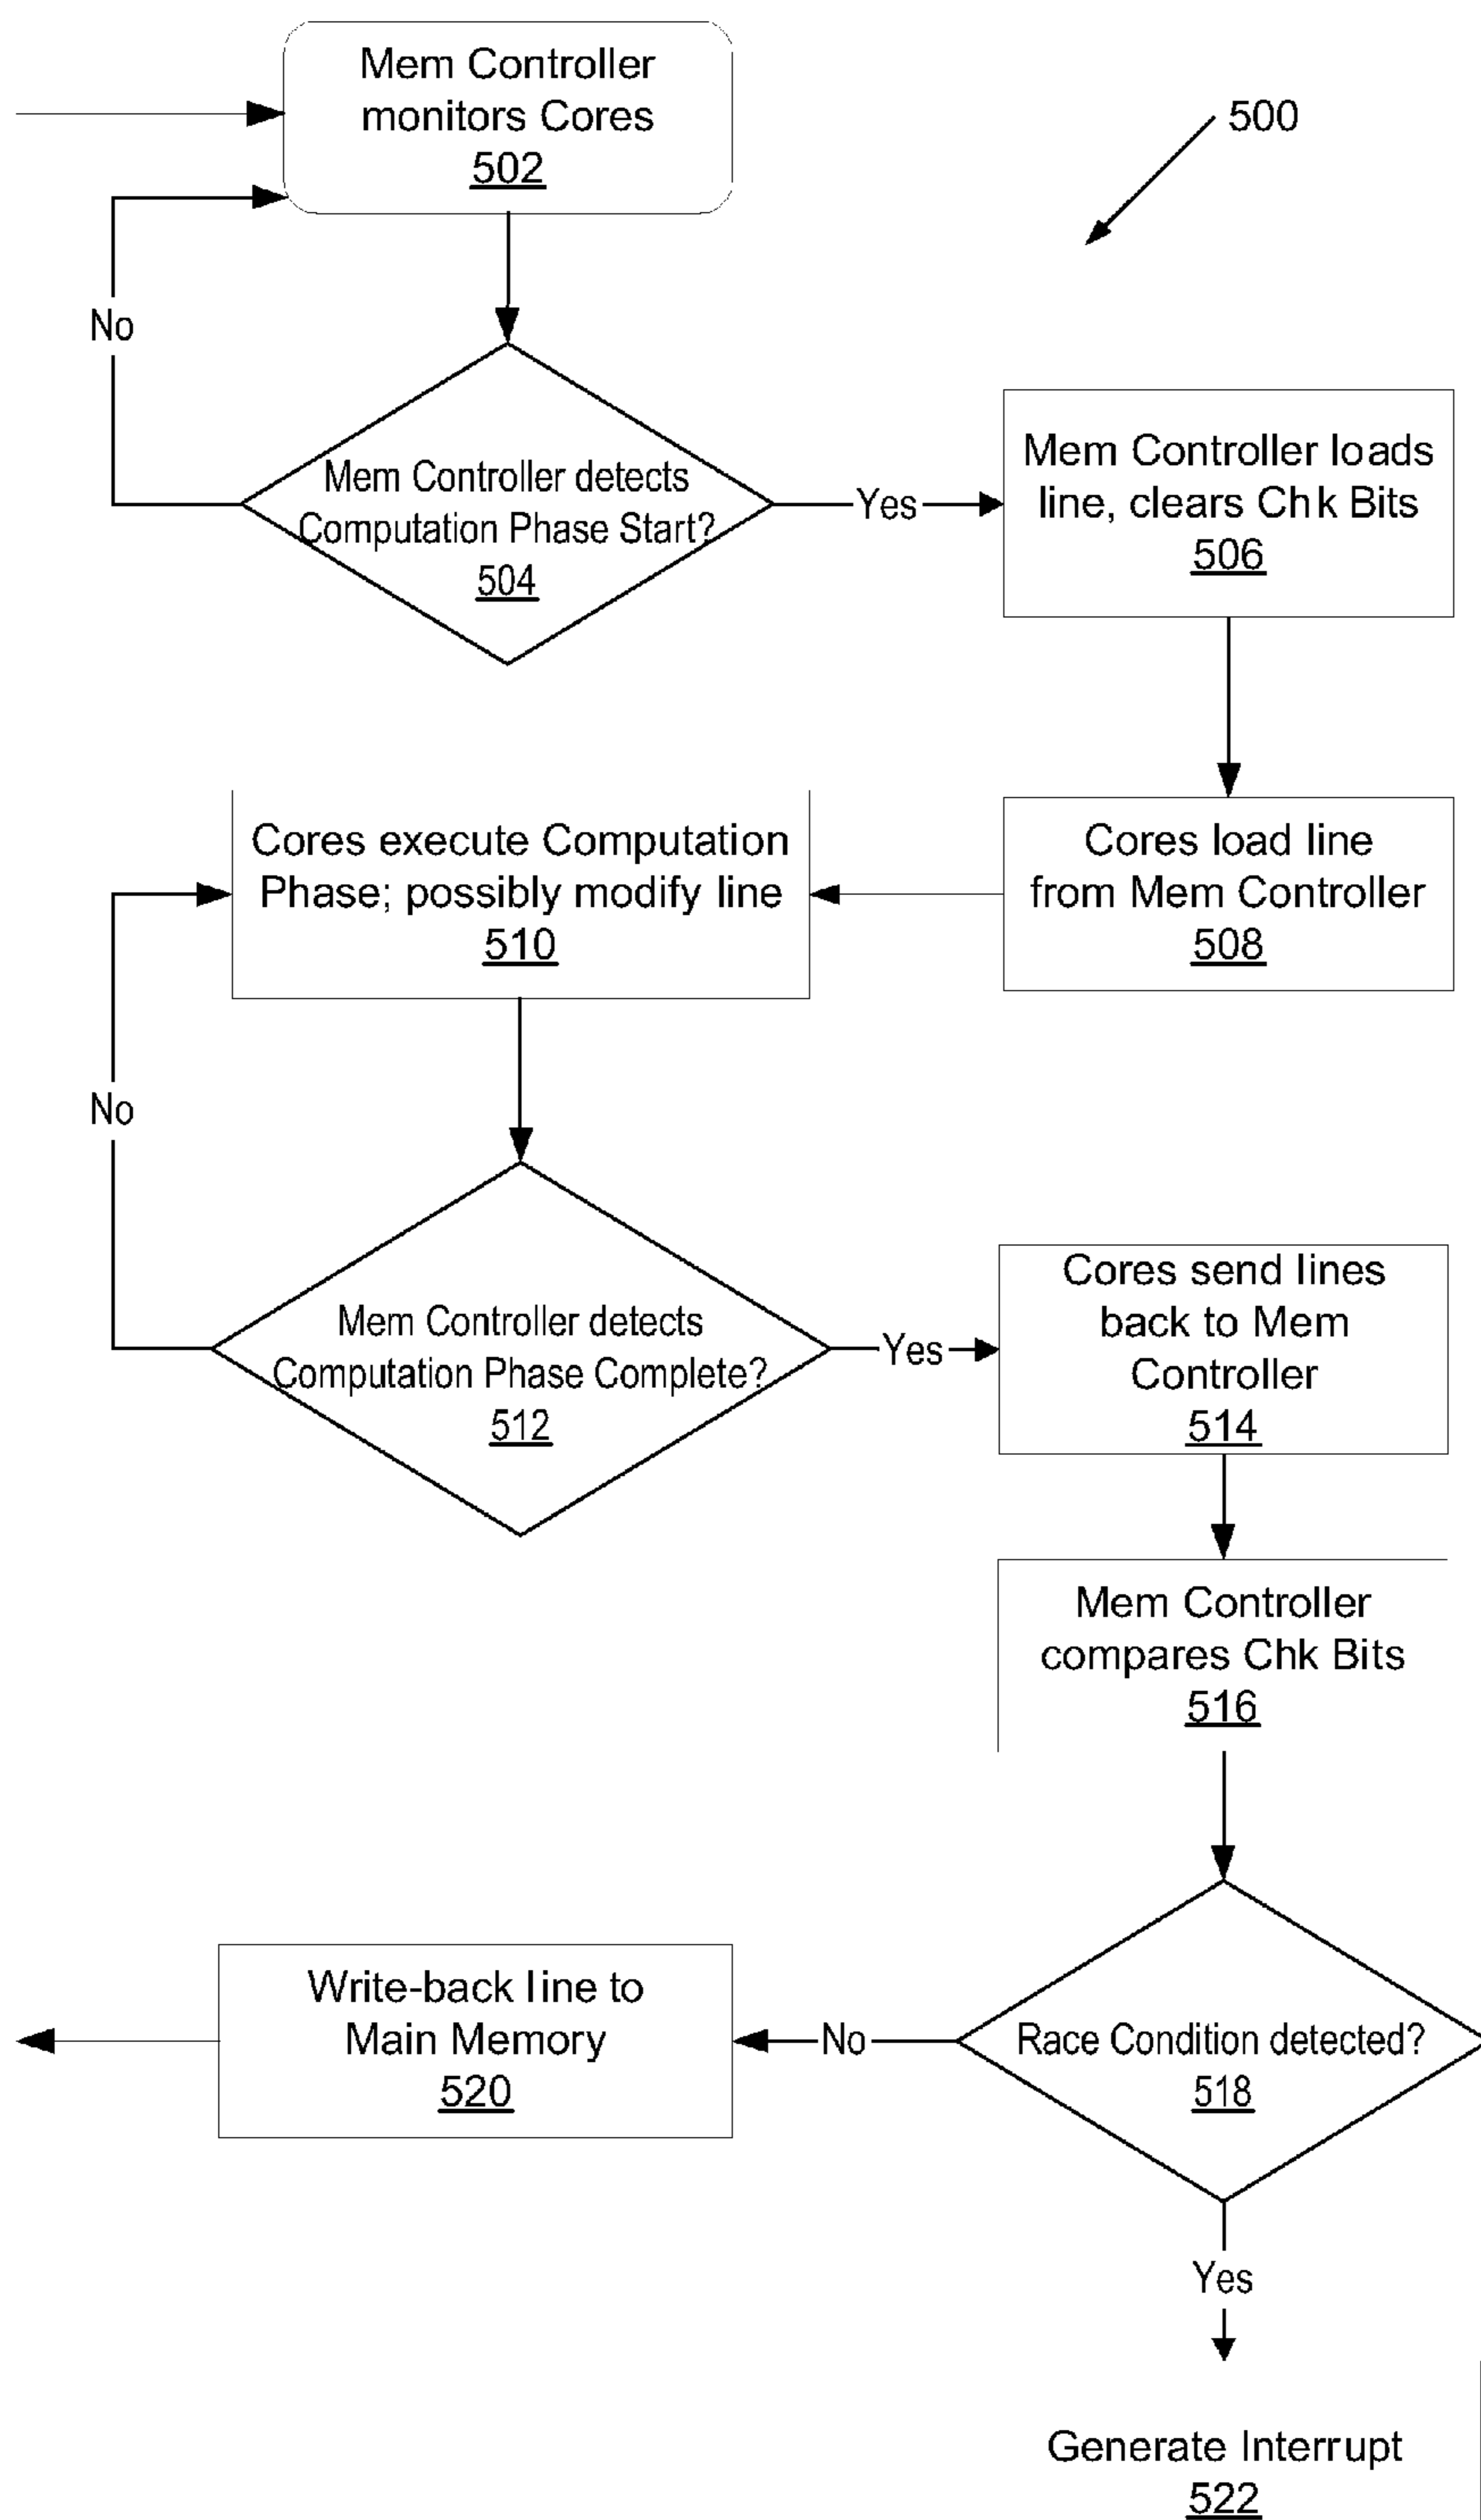 Mem Controller
monitors Cores
502
500
No
Mem Controller detects
Computation Phase Start?
504
Yes
Mem Controller loads
line, clears Chk Bits
506
Cores execute Computation
Phase; possibly modify line
510
Cores load line
from Mem Controller
508
No
Mem Controller detects
Computation Phase Complete?
512
Yes
Cores send lines
back to Mem
Controller
514
Mem Controller
compares Chk Bits
516
Write-back line to
Main Memory
520
No
Race Condition detected?
518
Yes
Generate Interrupt
522